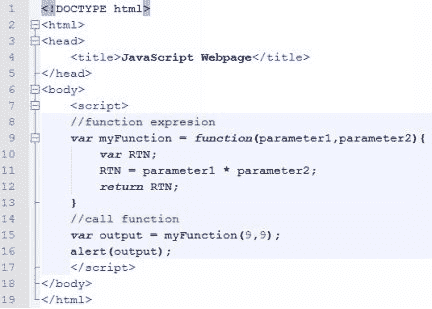 1 <!DOCTYPE html>
2 <html>
3 <head>
4 <title>JavaScript Webpage</title>
5 </head>
6 <body>
7 <script>
8 //function expresion
9 var myFunction = function(parameter1,parameter2){
10 var RTN;
11 RTN = parameter1 * parameter2;
12 return RTN;
13 }
14 //call function
15 var output = myFunction(9,9);
16 alert(output);
17 </script>
18 </body>
19 </html>